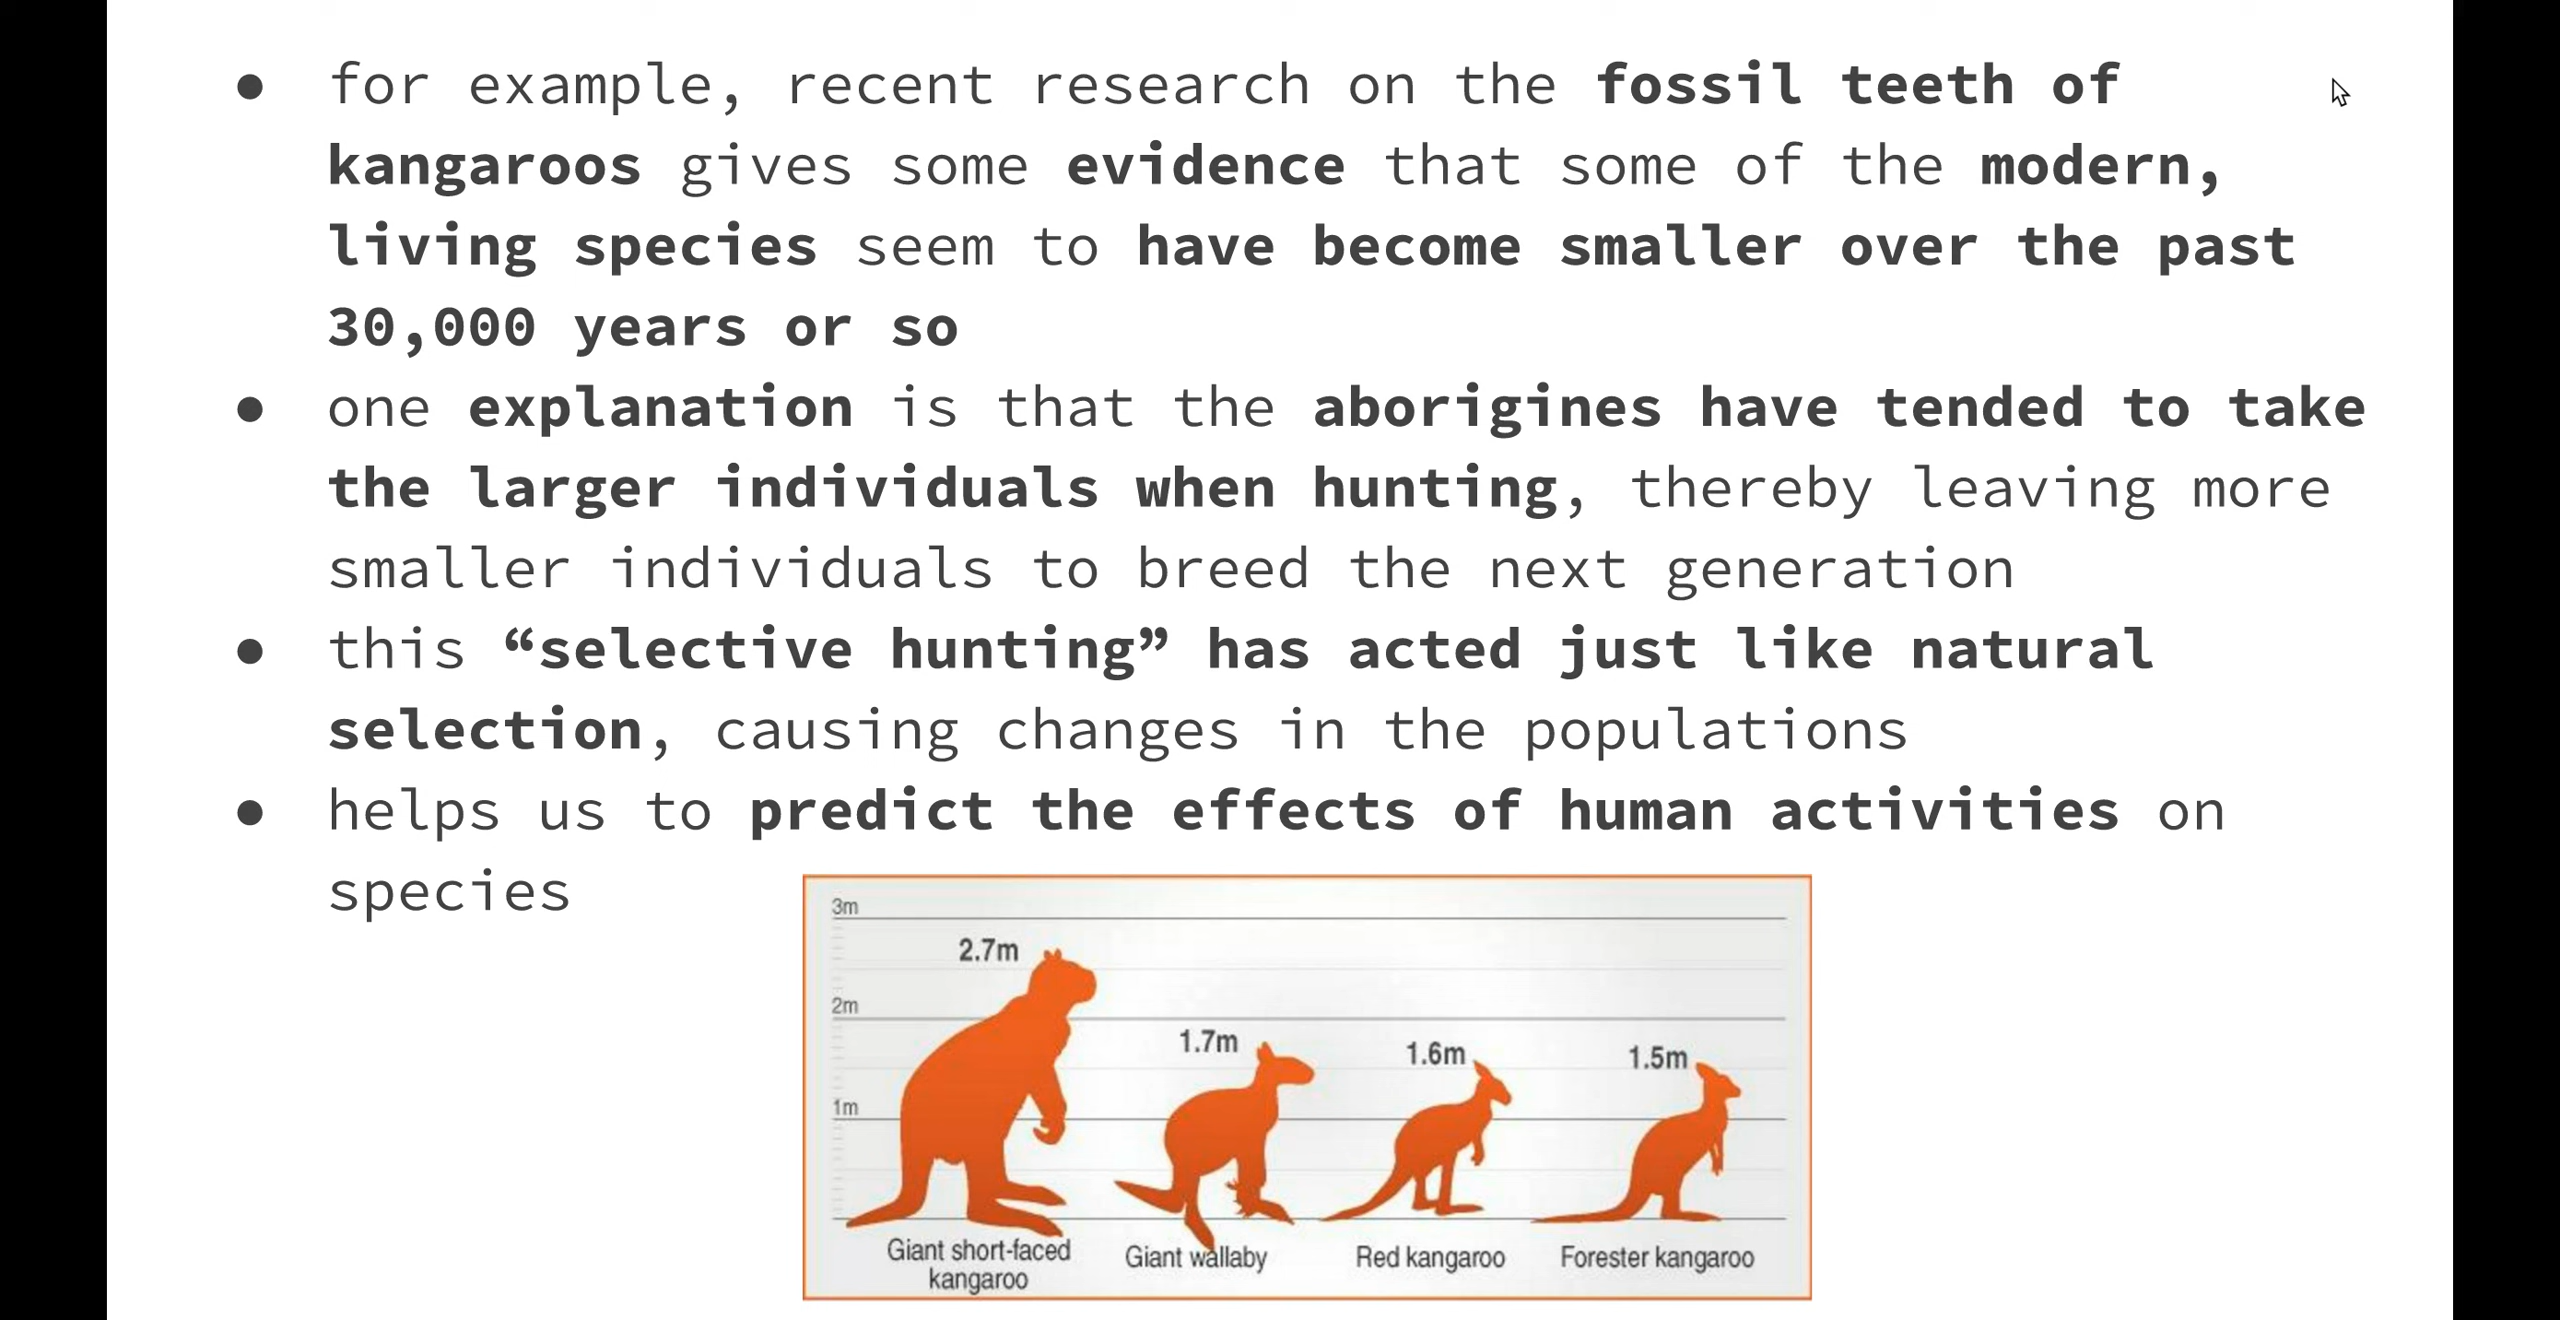 ● for example, recent research on the fossil teeth of
kangaroos gives some evidence that some of the modern,
living species seem to have become smaller over the past
30,000 years or so
● one explanation is that the aborigines have tended to take
the larger individuals when hunting, thereby leaving more
smaller individuals to breed the next generation
● this “selective hunting” has acted just like natural
selection, causing changes in the populations
● helps us to predict the effects of human activities on
species
3m
2.7m
2m
1.7m
1.6m
1.5m
1m
Giant short-faced
kangaroo
Giant wallaby
Red kangaroo
Forester kangaroo